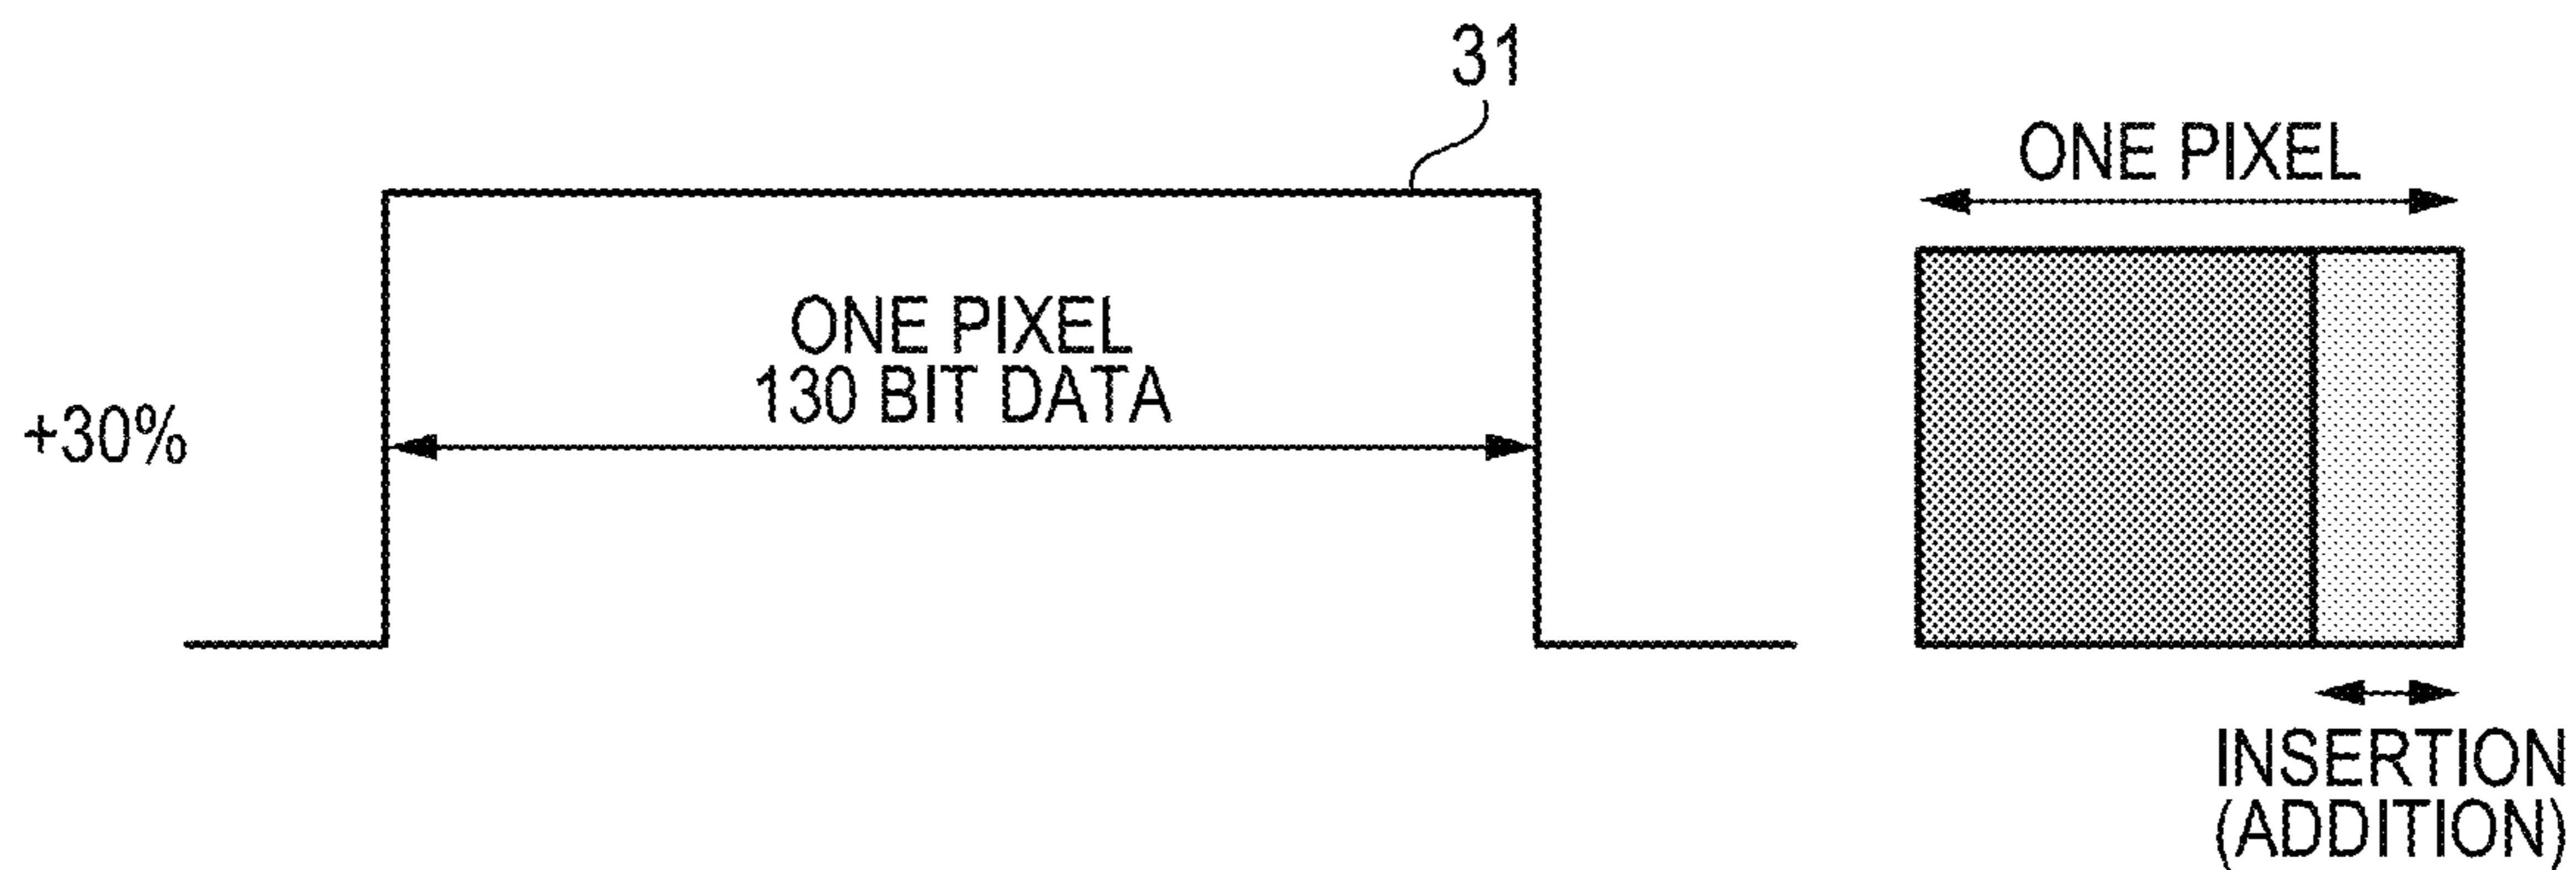 31
ONE PIXEL
ONE PIXEL
130 BIT DATA
+30%
INSERTION
(ADDITION)